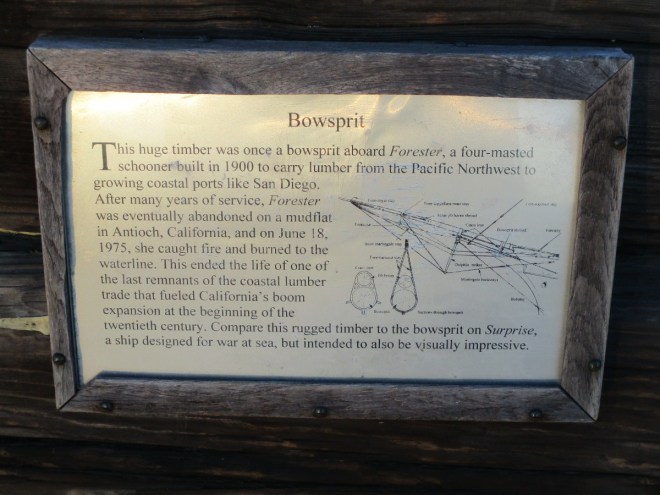 Bowsprit
This huge timber was once a bowsprit aboard Forester, a four-masted
schooner built in 1900 to carry lumber from the Pacific Northwest to
growing coastal ports like San Diego.
After many years of service, Forester
was eventually abandoned on a mudflat
in Antioch, California, and on June 18,
1975, she caught fire and burned to the
waterline. This ended the life of one of
the last remnants of the coastal lumber
trade that fueled California's boom
expansion at the beginning of the
twentieth century. Compare this rugged timber to the bowsprit on Surprise,
a ship designed for war at sea, but intended to also be visually impressive.